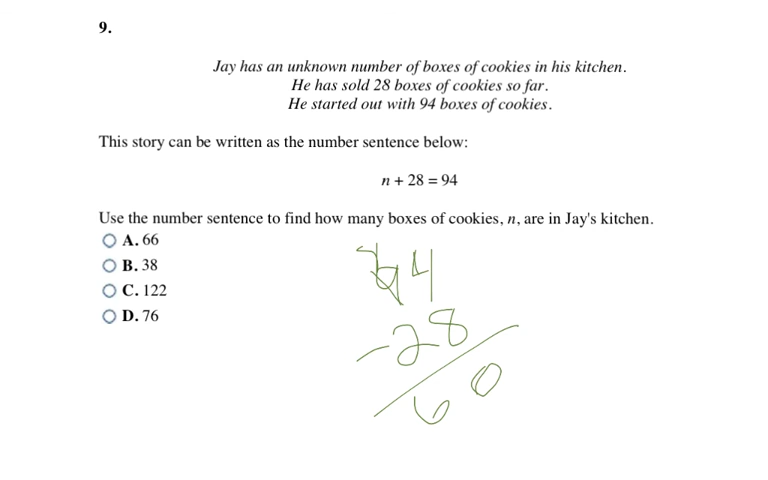 9.
Jay has an unknown number of boxes of cookies in his kitchen.
He has sold 28 boxes of cookies so far.
He started out with 94 boxes of cookies.
This story can be written as the number sentence below:
n + 28 = 94
Use the number sentence to find how many boxes of cookies, n, are in Jay's kitchen.
A. 66
B. 38
C. 122
D. 76
94
-28
60